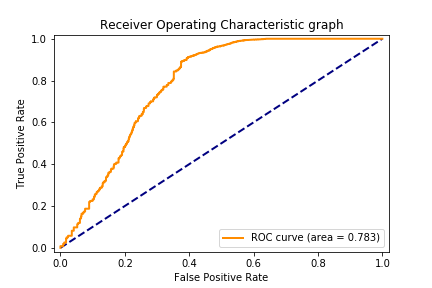 Receiver Operating Characteristic graph
1.0
0.8
0.6
0.4
0.2
0.0
True Positive Rate
ROC curve (area = 0.783)
0.0 0.2 0.4 0.6 0.8 1.0
False Positive Rate